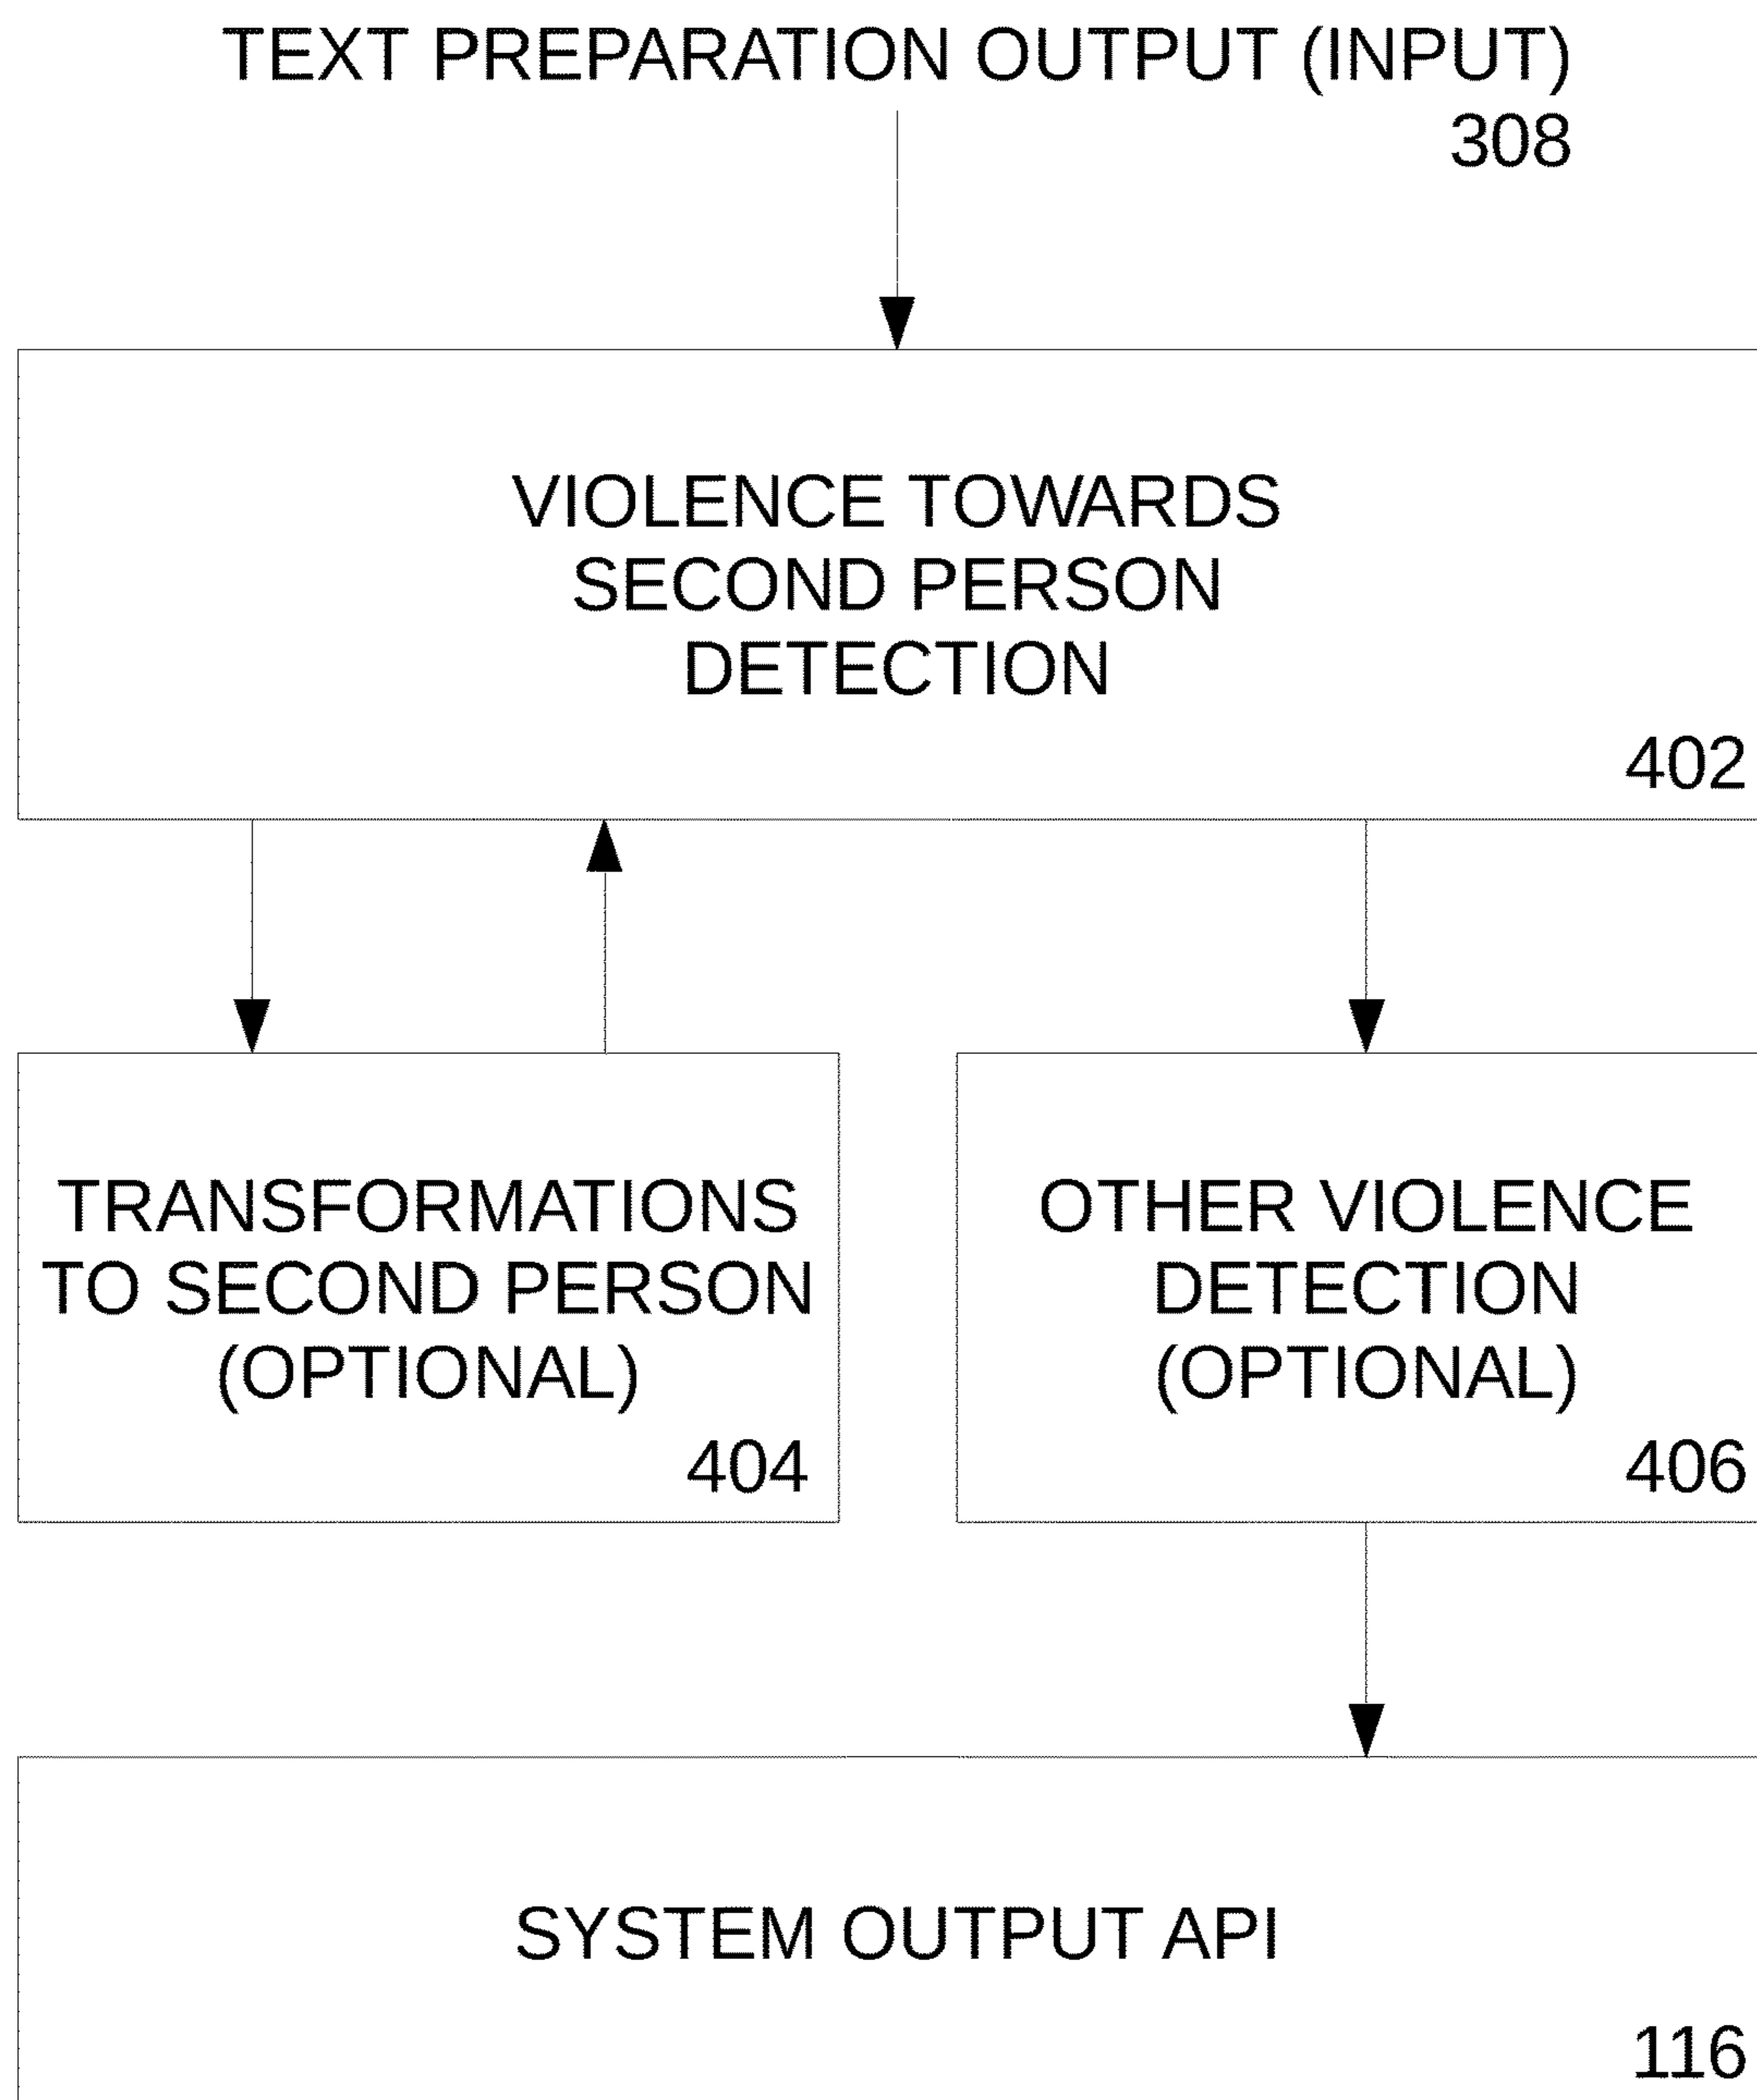 TEXT PREPARATION OUTPUT (INPUT)
308
VIOLENCE TOWARDS
SECOND PERSON
DETECTION
402
TRANSFORMATIONS
TO SECOND PERSON
(OPTIONAL)
404
OTHER VIOLENCE
DETECTION
(OPTIONAL)
406
SYSTEM OUTPUT API
116